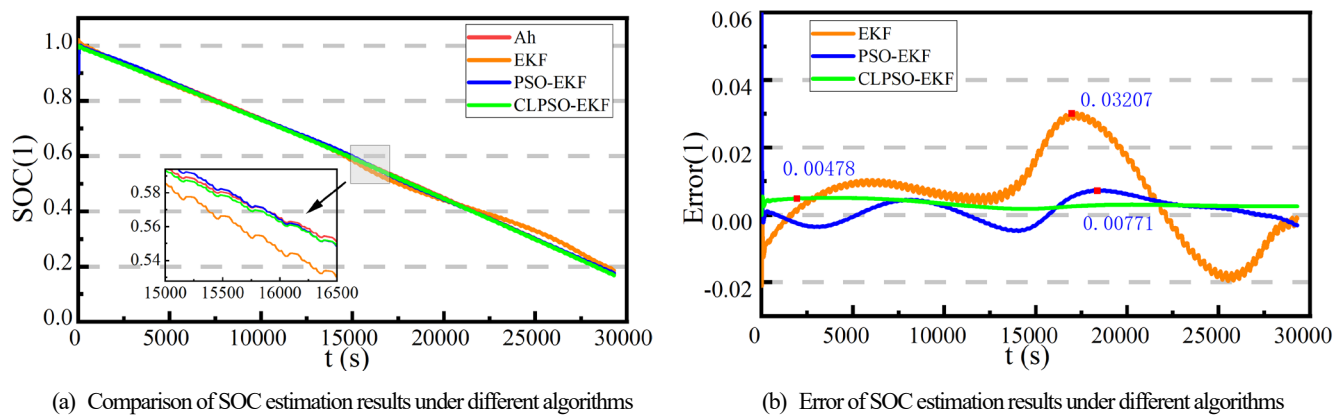 1.0
0.8
0.6
0.4
0.2
0.0
SOC(1)
Ah
EKF
PSO-EKF
CLPSO-EKF
0.58
0.56
0.54
15000 15500 16000 16500
0 5000 10000 15000 20000 25000 30000
t (s)
(a) Comparison of SOC estimation results under different algorithms
0.06
0.04
0.02
0.00
-0.02
Error(1)
EKF
PSO-EKF
CLPSO-EKF
0.03207
0.00478
0.00771
0 5000 10000 15000 20000 25000 30000
t (s)
(b) Error of SOC estimation results under different algorithms